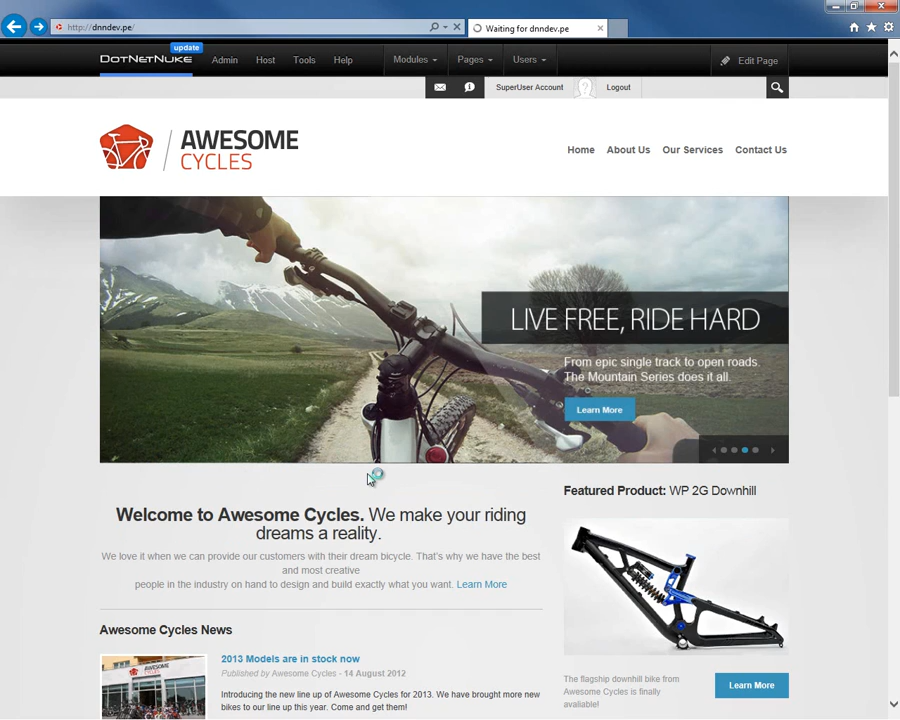 http://dnndev.pe/
Waiting for dnndev.pe
update
DOTNETNUKE Admin Host Tools Help Modules Pages Users Edit Page
SuperUser Account Logout
AWESOME
CYCLES
Home About Us Our Services Contact Us
LIVE FREE, RIDE HARD
From epic single track to open roads.
The Mountain Series does it all.
Learn More
Featured Product: WP 2G Downhill
Welcome to Awesome Cycles. We make your riding
dreams a reality.
We love it when we can provide our customers with their dream bicycle. That's why we have the best
and most creative
people in the industry on hand to design and build exactly what you want. Learn More
Awesome Cycles News
2013 Models are in stock now
Published by Awesome Cycles - 14 August 2012
Introducing the new line up of Awesome Cycles for 2013. We have brought more new
bikes to our line up this year. Come and get them!
The flagship downhill bike from
Awesome Cycles is finally
available!
Learn More